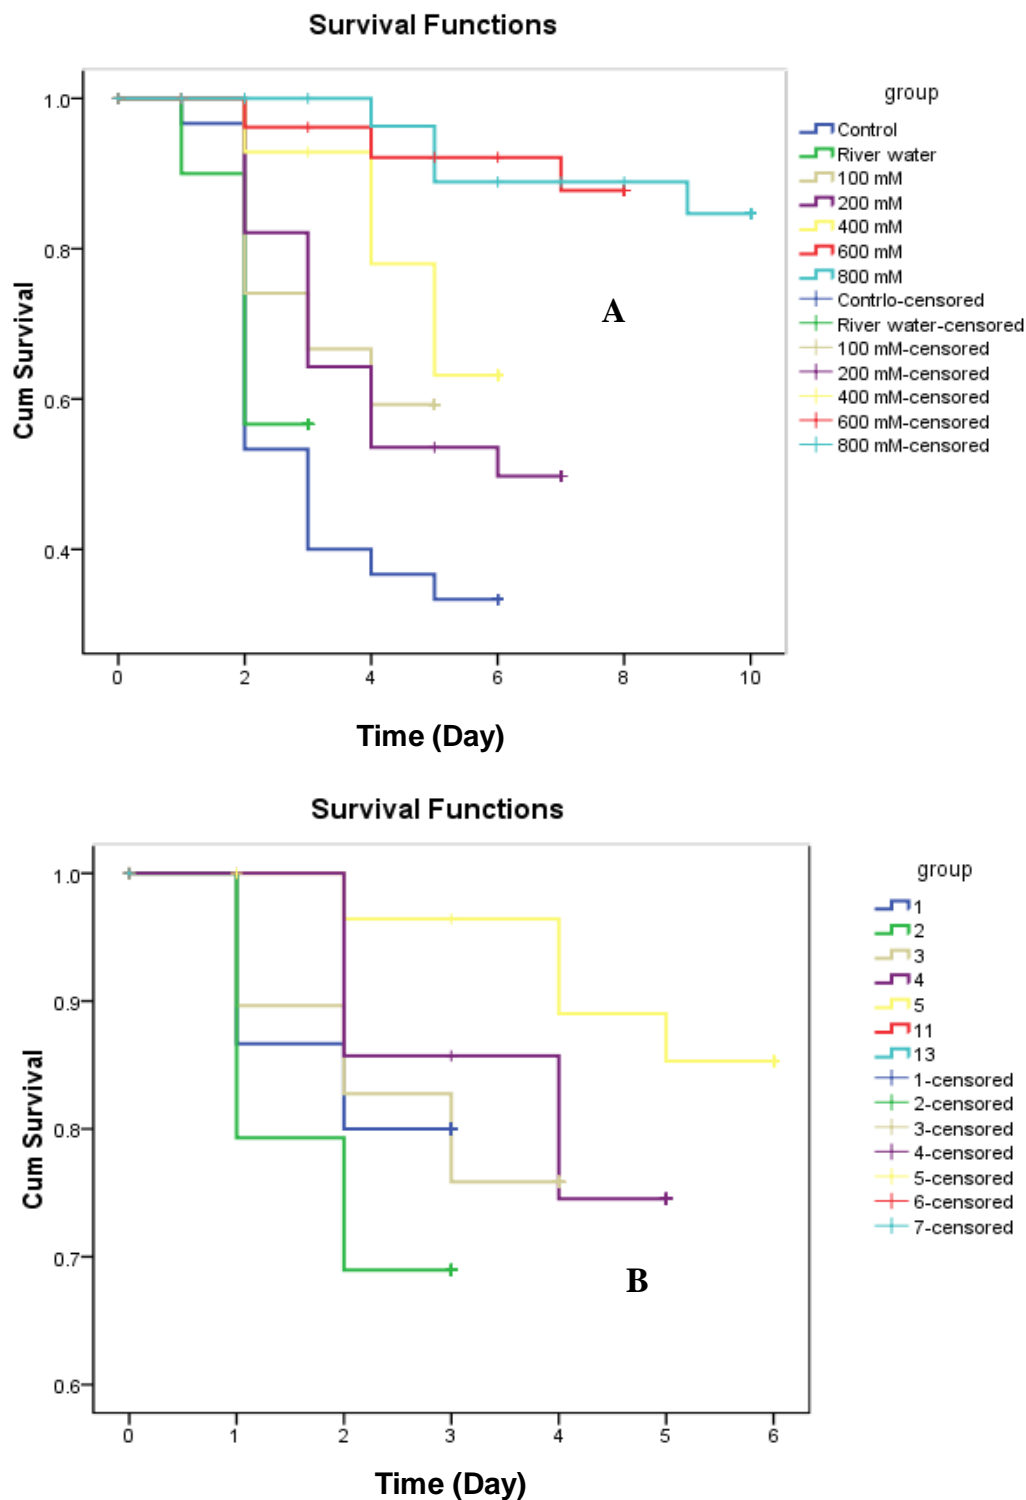 Survival Functions
group
Control
River water
100 mM
200 mM
400 mM
600 mM
800 mM
Contrlo-censored
River water-censored
100 mM-censored
200 mM-censored
400 mM-censored
600 mM-censored
800 mM-censored
1.0
0.8
0.6
0.4
Cum Survival
A
0 2 4 6 8 10
Time (Day)
Survival Functions
group
1
2
3
4
5
11
13
1-censored
2-censored
3-censored
4-censored
5-censored
6-censored
7-censored
1.0
0.9
0.8
0.7
0.6
Cum Survival
B
0 1 2 3 4 5 6
Time (Day)